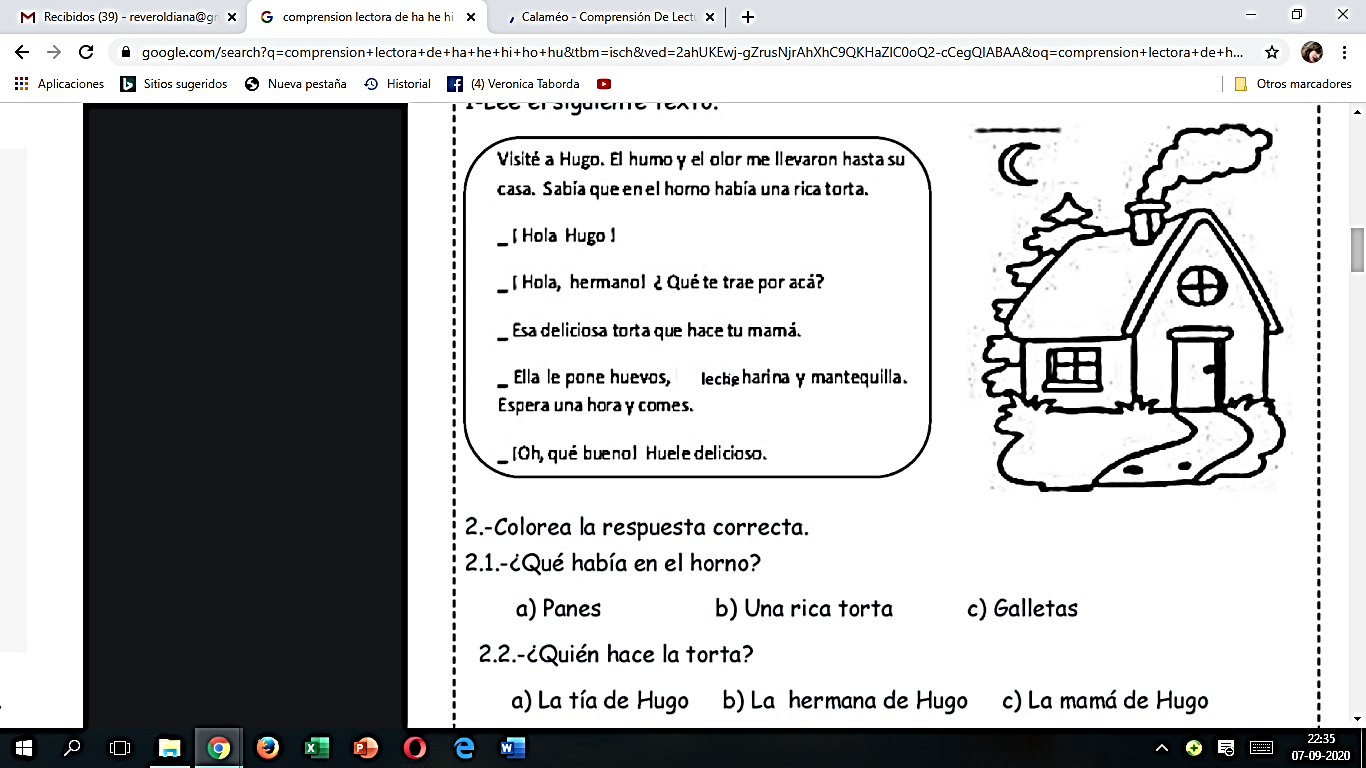 Recibidos (39) - reveroldiana@gr
comprension lectora de ha he hi
Calaméo - Comprensión De Lectu
google.com/search?q=comprension+lectora+de+ha+he+hi+ho+hu&tbm=isch&ved=2ahUKEwj-gZrusNjrAhXhC9QKHaZIC0oQ2-cCegQIABAA&oq=comprension+lectora+de+h...
Aplicaciones
Sitios sugeridos
Nueva pestaña
Historial
(4) Veronica Taborda
Otros marcadores
1-Lee el siguiente texto.
Visité a Hugo. El humo y el olor me llevaron hasta su
casa. Sabía que en el horno había una rica torta.
_ ¡ Hola Hugo !
_ ¡ Hola, hermano! ¿ Qué te trae por acá?
_ Esa deliciosa torta que hace tu mamá.
_ Ella le pone huevos, leche harina y mantequilla.
Espera una hora y comes.
_ ¡Oh, qué bueno! Huele delicioso.
2.-Colorea la respuesta correcta.
2.1.-¿Qué había en el horno?
a) Panes b) Una rica torta c) Galletas
2.2.-¿Quién hace la torta?
a) La tía de Hugo b) La hermana de Hugo c) La mamá de Hugo
22:35
07-09-2020